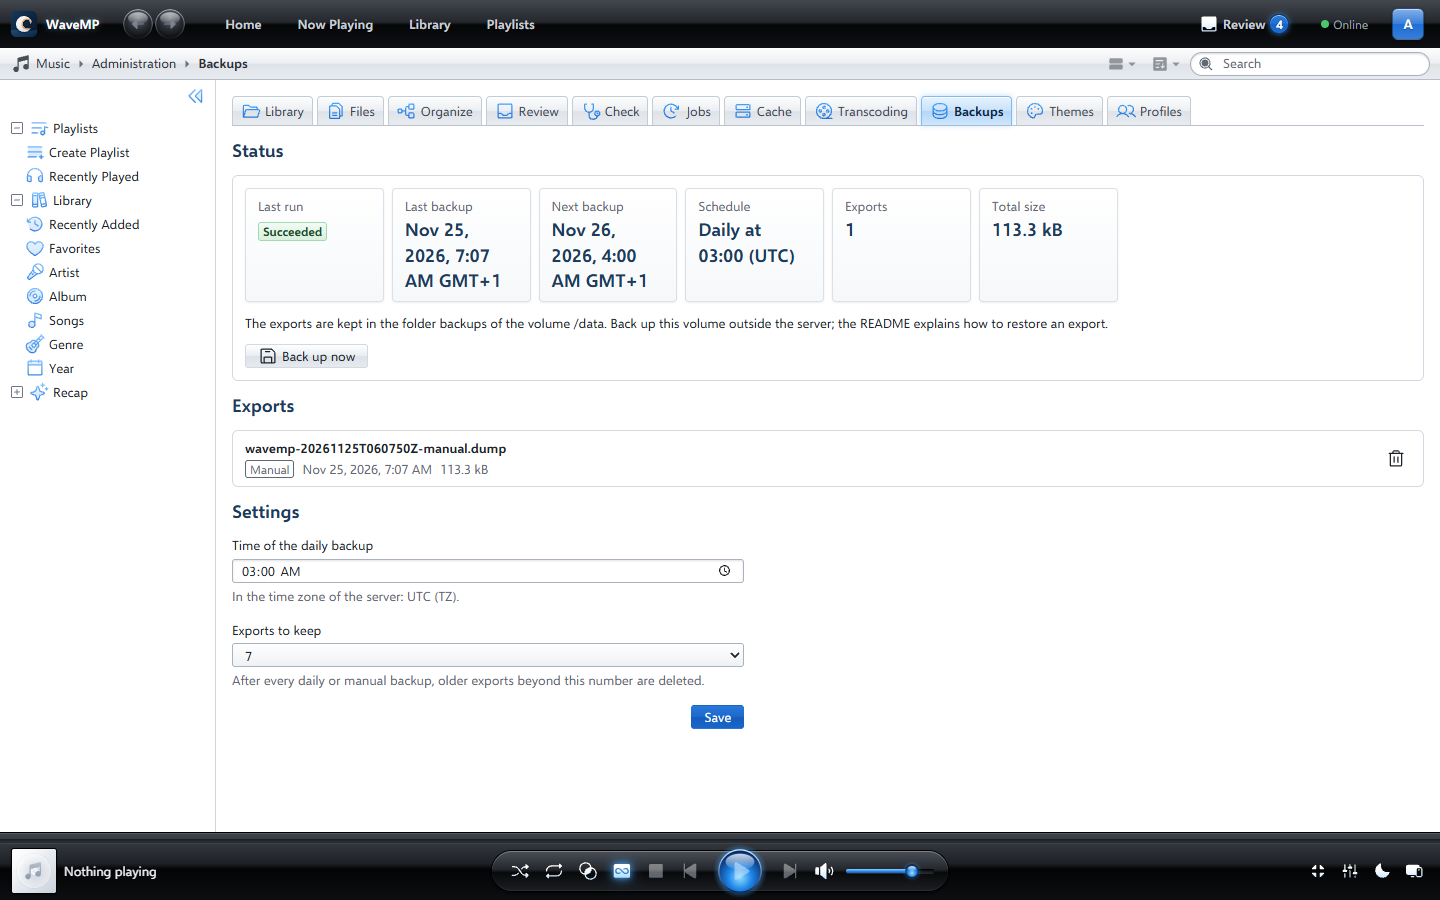 WaveMP
Home
Now Playing
Library
Playlists
Review 4
Online
A
Music
Administration
Backups
Search
Playlists
Create Playlist
Recently Played
Library
Recently Added
Favorites
Artist
Album
Songs
Genre
Year
Recap
Library
Files
Organize
Review
Check
Jobs
Cache
Transcoding
Backups
Themes
Profiles
Status
Last run
Succeeded
Last backup
Nov 25,
2026, 7:07
AM GMT+1
Next backup
Nov 26,
2026, 4:00
AM GMT+1
Schedule
Daily at
03:00 (UTC)
Exports
1
Total size
113.3 kB
The exports are kept in the folder backups of the volume /data. Back up this volume outside the server; the README explains how to restore an export.
Back up now
Exports
wavemp-20261125T060750Z-manual.dump
Manual Nov 25, 2026, 7:07 AM 113.3 kB
Settings
Time of the daily backup
03:00 AM
In the time zone of the server: UTC (TZ).
Exports to keep
7
After every daily or manual backup, older exports beyond this number are deleted.
Save
Nothing playing